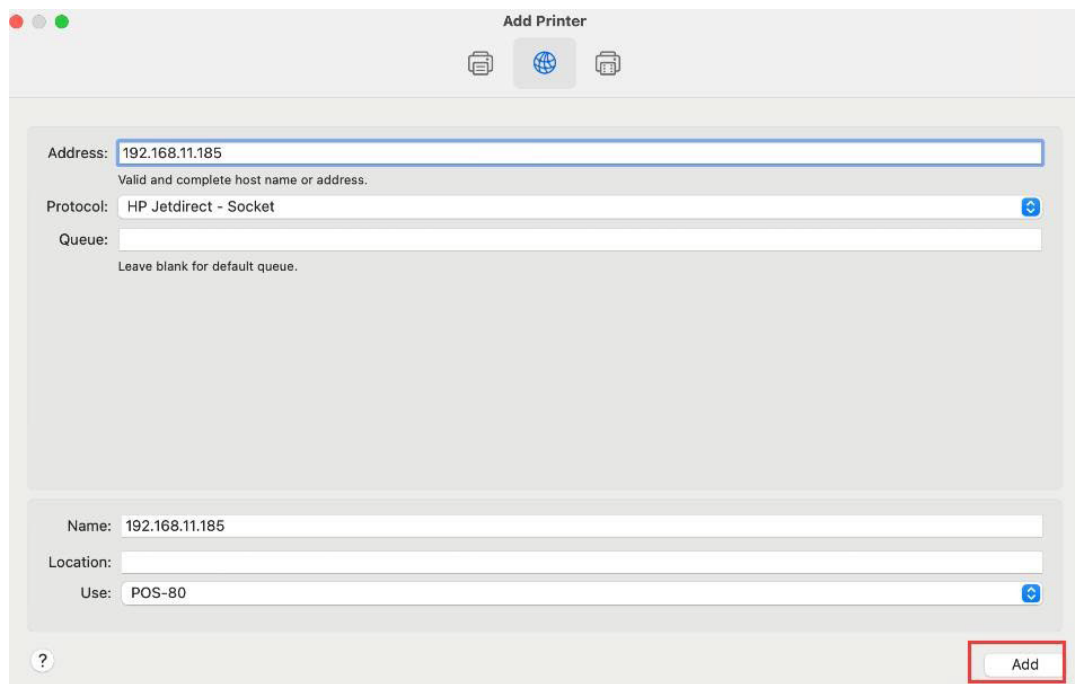 Add Printer
Address: 192.168.11.185
Valid and complete host name or address.
Protocol: HP Jetdirect - Socket
Queue:
Leave blank for default queue.
Name: 192.168.11.185
Location:
Use: POS-80
?
Add